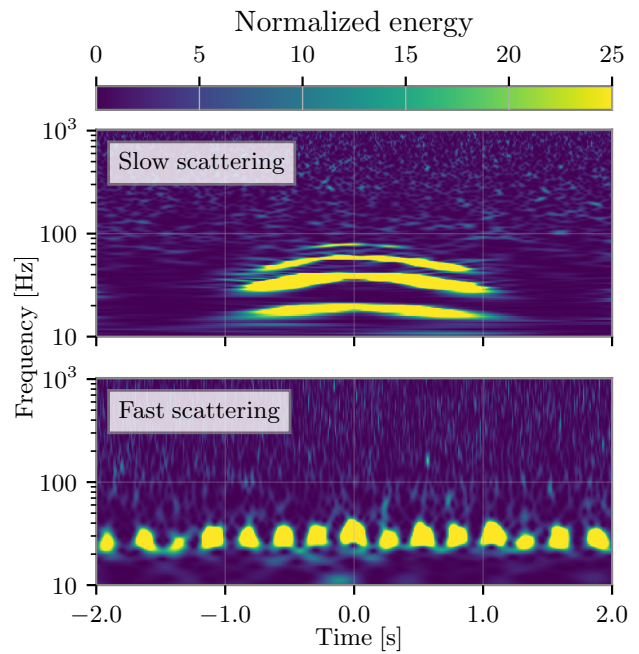 Normalized energy
0 5 10 15 20 25
10³
Slow scattering
100
10
Frequency [Hz]
10³
Fast scattering
100
10
−2.0 −1.0 0.0 1.0 2.0
Time [s]